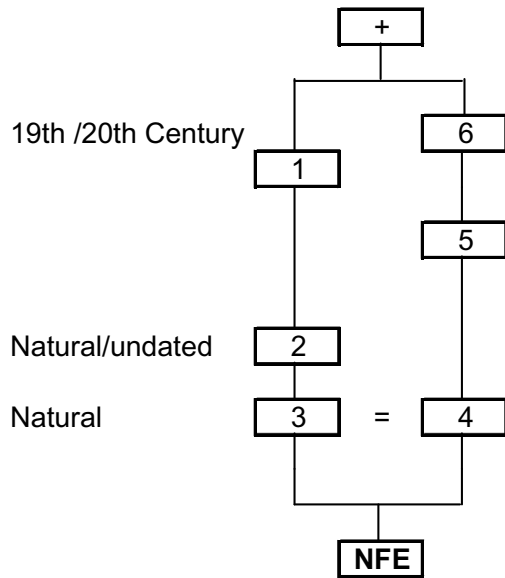 +
19th /20th Century
6
1
5
Natural/undated
2
Natural
3 = 4
NFE